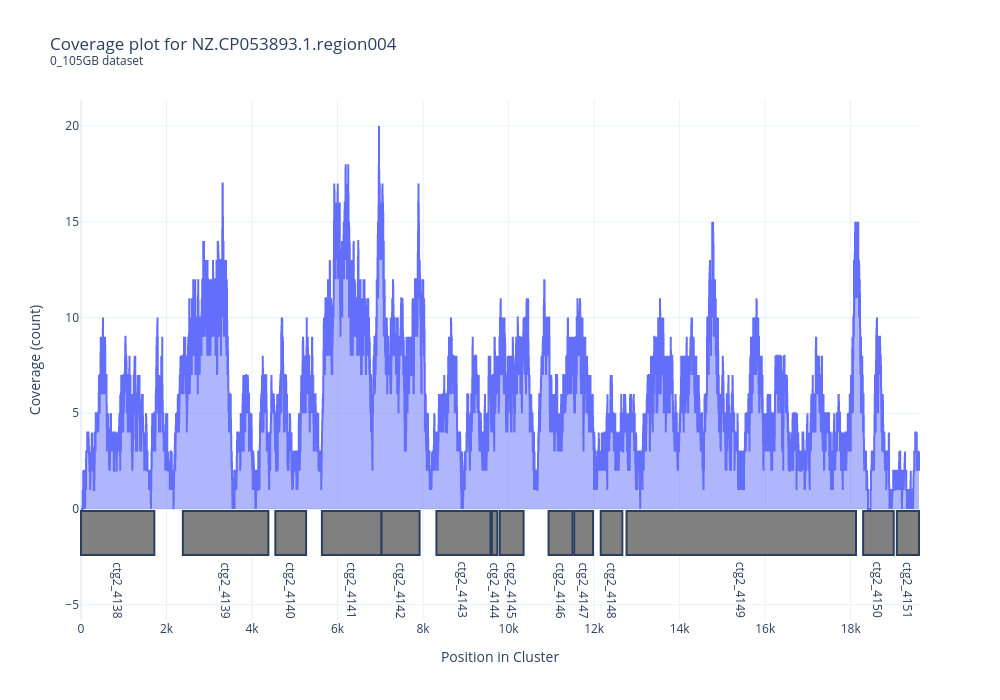 Coverage plot for NZ.CP053893.1.region004
0_105GB dataset
20
15
10
5
0
−5
Coverage (count)
ctg2_4138
ctg2_4139
ctg2_4140
ctg2_4141
ctg2_4142
ctg2_4143
ctg2_4144
ctg2_4145
ctg2_4146
ctg2_4147
ctg2_4148
ctg2_4149
ctg2_4150
ctg2_4151
0
2k
4k
6k
8k
10k
12k
14k
16k
18k
Position in Cluster